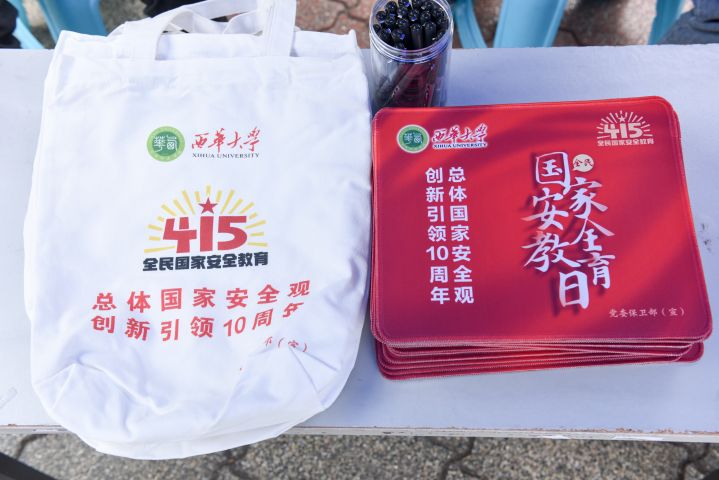 西华大学
XIHUA UNIVERSITY
415
全民国家安全教育
总体国家安全观
创新引领10周年
（宣）
西华大学
XIHUA UNIVERSITY
415
全民国家安全教育
总体国家安全观
创新引领10周年
全民
国家安全教育日
党委保卫部（宣）